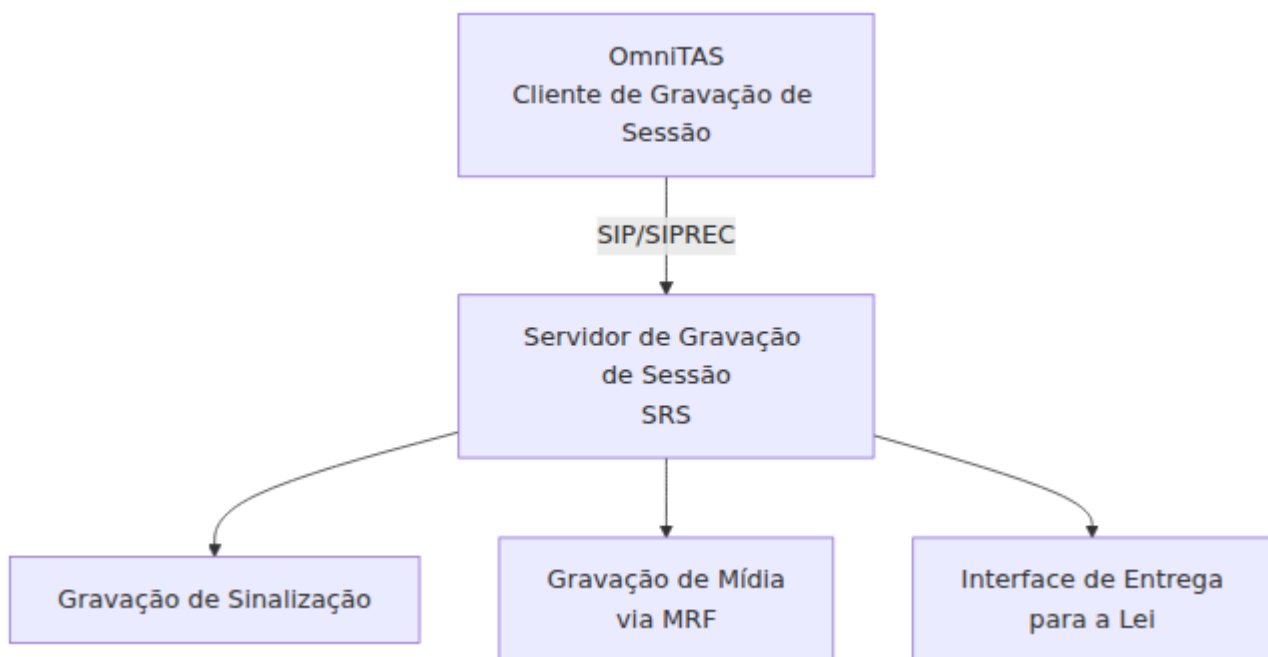 OmniTAS
Cliente de Gravação de
Sessão
SIP/SIPREC
Servidor de Gravação
de Sessão
SRS
Gravação de Sinalização
Gravação de Mídia
via MRF
Interface de Entrega
para a Lei